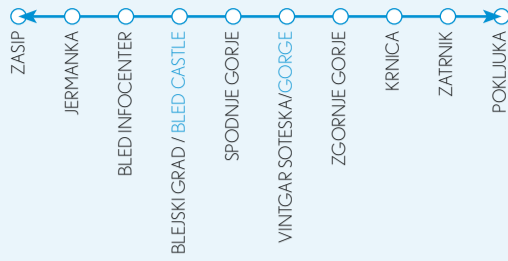 ZASIP
JERMANKA
BLED INFOCENTER
BLEJSKI GRAD / BLED CASTLE
SPODNJE GORJE
VINTGAR SOTESKA/GORGE
ZGORNJE GORJE
KRNICA
ZATRNIK
POKLJUKA